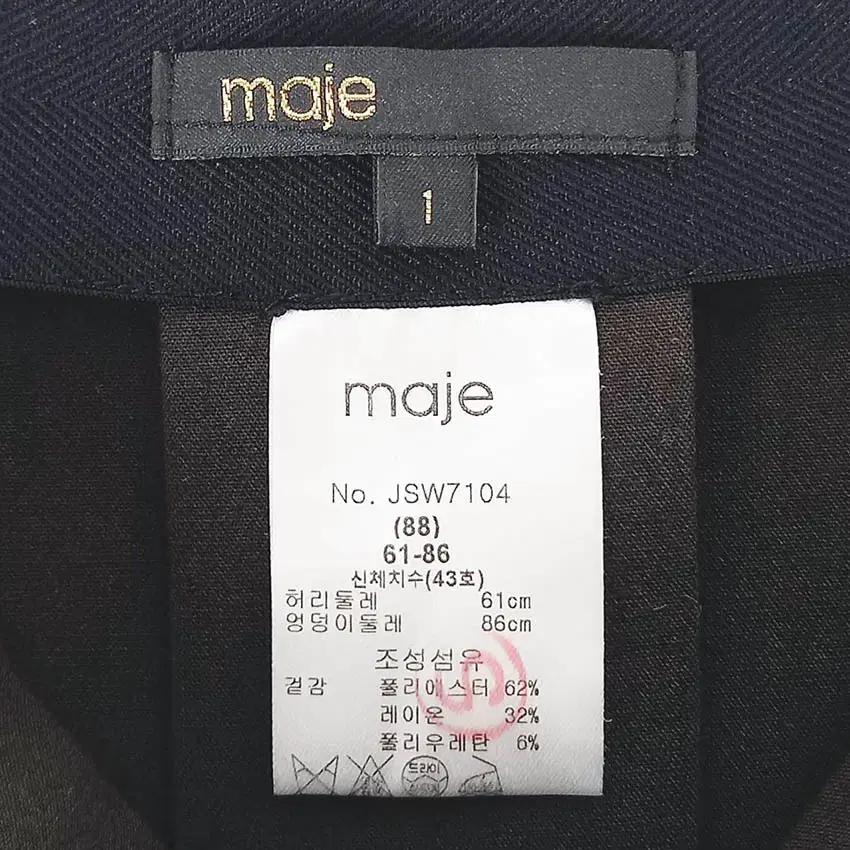 maje
1
maje
No. JSW7104
(88)
61-86
신체치수(43호)
허리둘레 61cm
엉덩이둘레 86cm
조성섬유
겉감 폴리에스터 62%
레이온 32%
폴리우레탄 6%
드라이